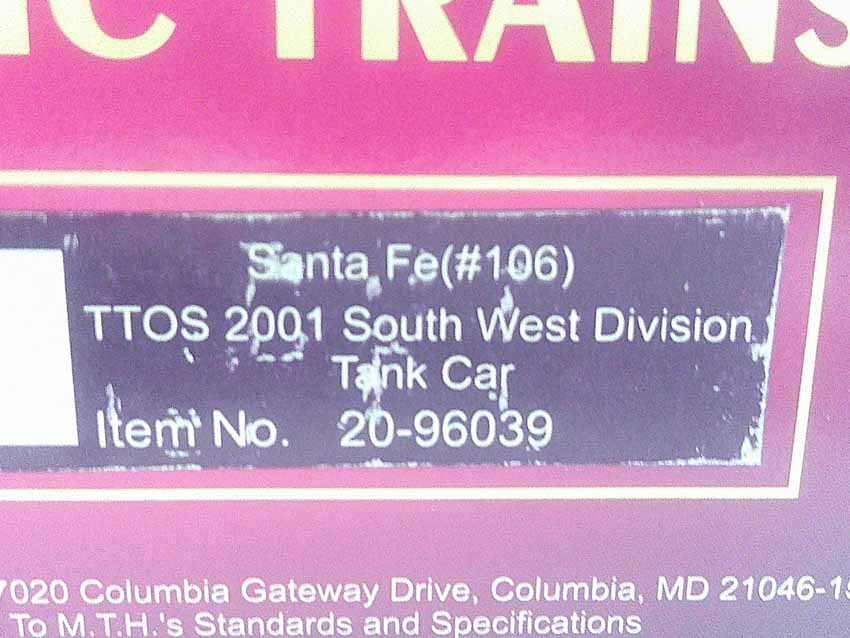 IC TRAINS
Santa Fe(#106)
TTOS 2001 South West Division
Tank Car
Item No. 20-96039
7020 Columbia Gateway Drive, Columbia, MD 21046-15
To M.T.H.'s Standards and Specifications